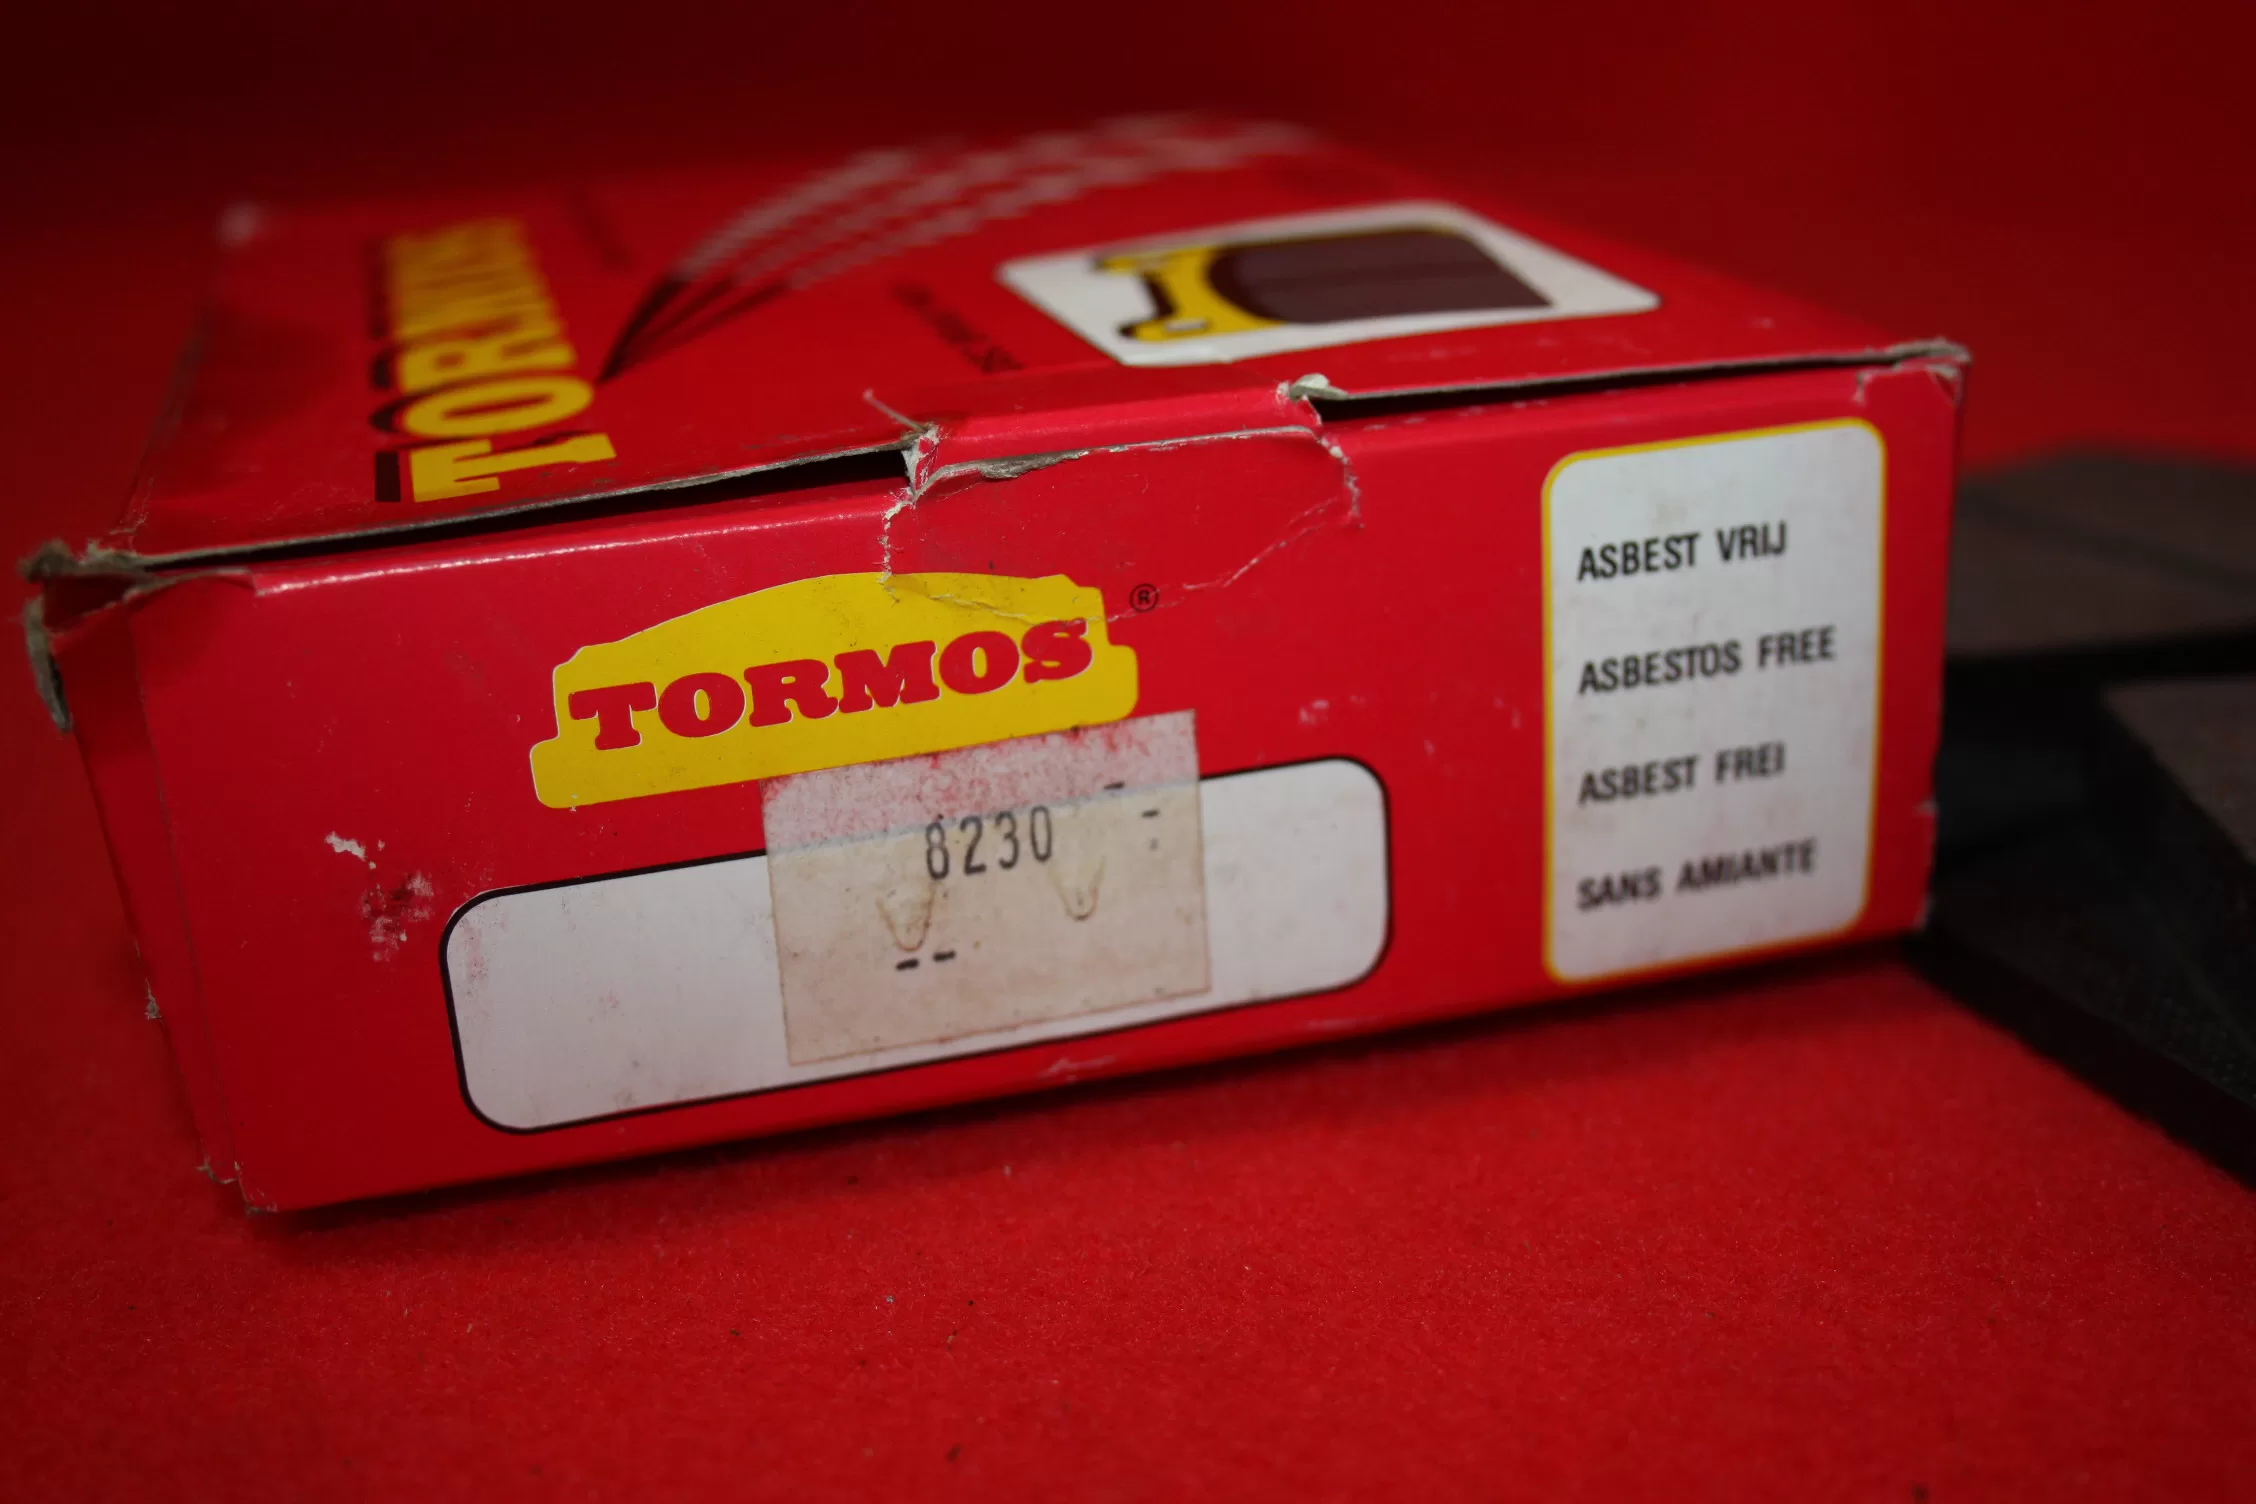 TORMOS
TORMOS ®
8230
--
ASBEST VRIJ
ASBESTOS FREE
ASBEST FREI
SANS AMIANTE